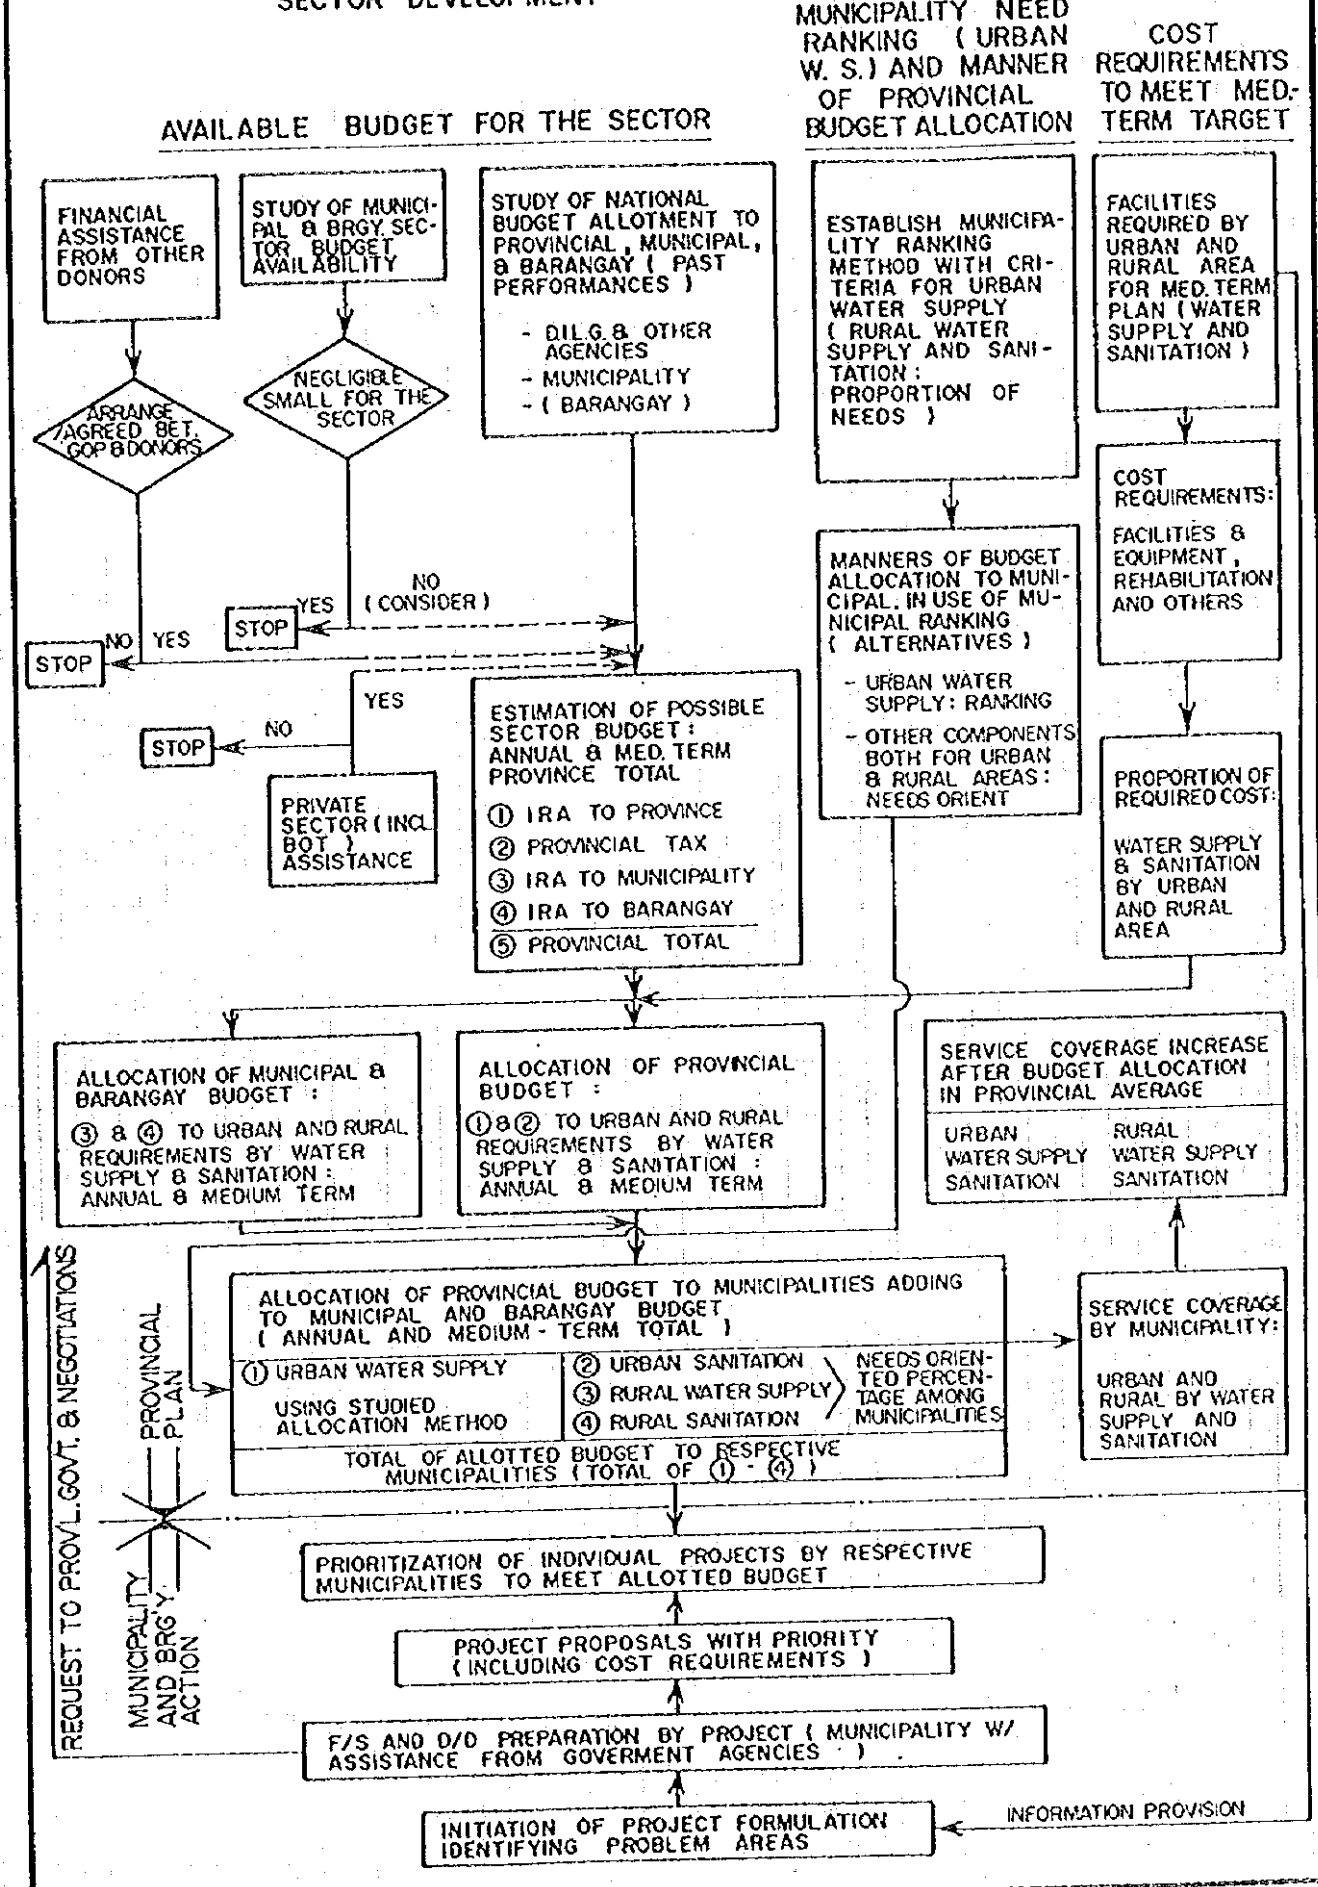 SECTOR DEVELOPMENT
MUNICIPALITY NEED
RANKING ( URBAN
W. S. ) AND MANNER
OF PROVINCIAL
BUDGET ALLOCATION
COST
REQUIREMENTS
TO MEET MED.-
TERM TARGET
AVAILABLE BUDGET FOR THE SECTOR
FINANCIAL
ASSISTANCE
FROM OTHER
DONORS
STUDY OF MUNICI-
PAL & BRGY. SEC-
TOR BUDGET
AVAILABILITY
STUDY OF NATIONAL
BUDGET ALLOTMENT TO
PROVINCIAL, MUNICIPAL,
& BARANGAY ( PAST
PERFORMANCES )
- D.I.L.G. & OTHER
AGENCIES
- MUNICIPALITY
- ( BARANGAY )
ESTABLISH MUNICIPA-
LITY RANKING
METHOD WITH CRI-
TERIA FOR URBAN
WATER SUPPLY
( RURAL WATER
SUPPLY AND SANI-
TATION :
PROPORTION OF
NEEDS )
FACILITIES
REQUIRED BY
URBAN AND
RURAL AREA
FOR MED. TERM
PLAN ( WATER
SUPPLY AND
SANITATION )
ARRANGE
/AGREED BET.
GOP & DONORS
NEGLIGIBLE
SMALL FOR THE
SECTOR
COST
REQUIREMENTS:
FACILITIES &
EQUIPMENT,
REHABILITATION
AND OTHERS
MANNERS OF BUDGET
ALLOCATION TO MUNI-
CIPAL. IN USE OF MU-
NICIPAL RANKING
( ALTERNATIVES )
- URBAN WATER
SUPPLY: RANKING
- OTHER COMPONENTS
BOTH FOR URBAN
& RURAL AREAS:
NEEDS ORIENT
NO
YES ( CONSIDER )
STOP
NO YES
STOP
YES
NO
STOP
PRIVATE
SECTOR ( INCL.
BOT )
ASSISTANCE
ESTIMATION OF POSSIBLE
SECTOR BUDGET :
ANNUAL & MED. TERM
PROVINCE TOTAL
① IRA TO PROVINCE
② PROVINCIAL TAX
③ IRA TO MUNICIPALITY
④ IRA TO BARANGAY
⑤ PROVINCIAL TOTAL
PROPORTION OF
REQUIRED COST:
WATER SUPPLY
& SANITATION
BY URBAN
AND RURAL
AREA
ALLOCATION OF MUNICIPAL &
BARANGAY BUDGET :
③ & ④ TO URBAN AND RURAL
REQUIREMENTS BY WATER
SUPPLY & SANITATION :
ANNUAL & MEDIUM TERM
ALLOCATION OF PROVINCIAL
BUDGET :
①&② TO URBAN AND RURAL
REQUIREMENTS BY WATER
SUPPLY & SANITATION :
ANNUAL & MEDIUM TERM
SERVICE COVERAGE INCREASE
AFTER BUDGET ALLOCATION
IN PROVINCIAL AVERAGE
URBAN RURAL
WATER SUPPLY WATER SUPPLY
SANITATION SANITATION
ALLOCATION OF PROVINCIAL BUDGET TO MUNICIPALITIES ADDING
TO MUNICIPAL AND BARANGAY BUDGET
( ANNUAL AND MEDIUM - TERM TOTAL )
① URBAN WATER SUPPLY
USING STUDIED
ALLOCATION METHOD
② URBAN SANITATION
③ RURAL WATER SUPPLY
④ RURAL SANITATION
NEEDS ORIEN-
TED PERCEN-
TAGE AMONG
MUNICIPALITIES
TOTAL OF ALLOTTED BUDGET TO RESPECTIVE
MUNICIPALITIES ( TOTAL OF ① - ④ )
SERVICE COVERAGE
BY MUNICIPALITY:
URBAN AND
RURAL BY WATER
SUPPLY AND
SANITATION
REQUEST TO PROV'L. GOVT. & NEGOTIATIONS
PROVINCIAL
PLAN
MUNICIPALITY
AND BRG'Y.
ACTION
PRIORITIZATION OF INDIVIDUAL PROJECTS BY RESPECTIVE
MUNICIPALITIES TO MEET ALLOTTED BUDGET
PROJECT PROPOSALS WITH PRIORITY
( INCLUDING COST REQUIREMENTS )
F/S AND D/D PREPARATION BY PROJECT ( MUNICIPALITY W/
ASSISTANCE FROM GOVERMENT AGENCIES )
INITIATION OF PROJECT FORMULATION
IDENTIFYING PROBLEM AREAS
INFORMATION PROVISION